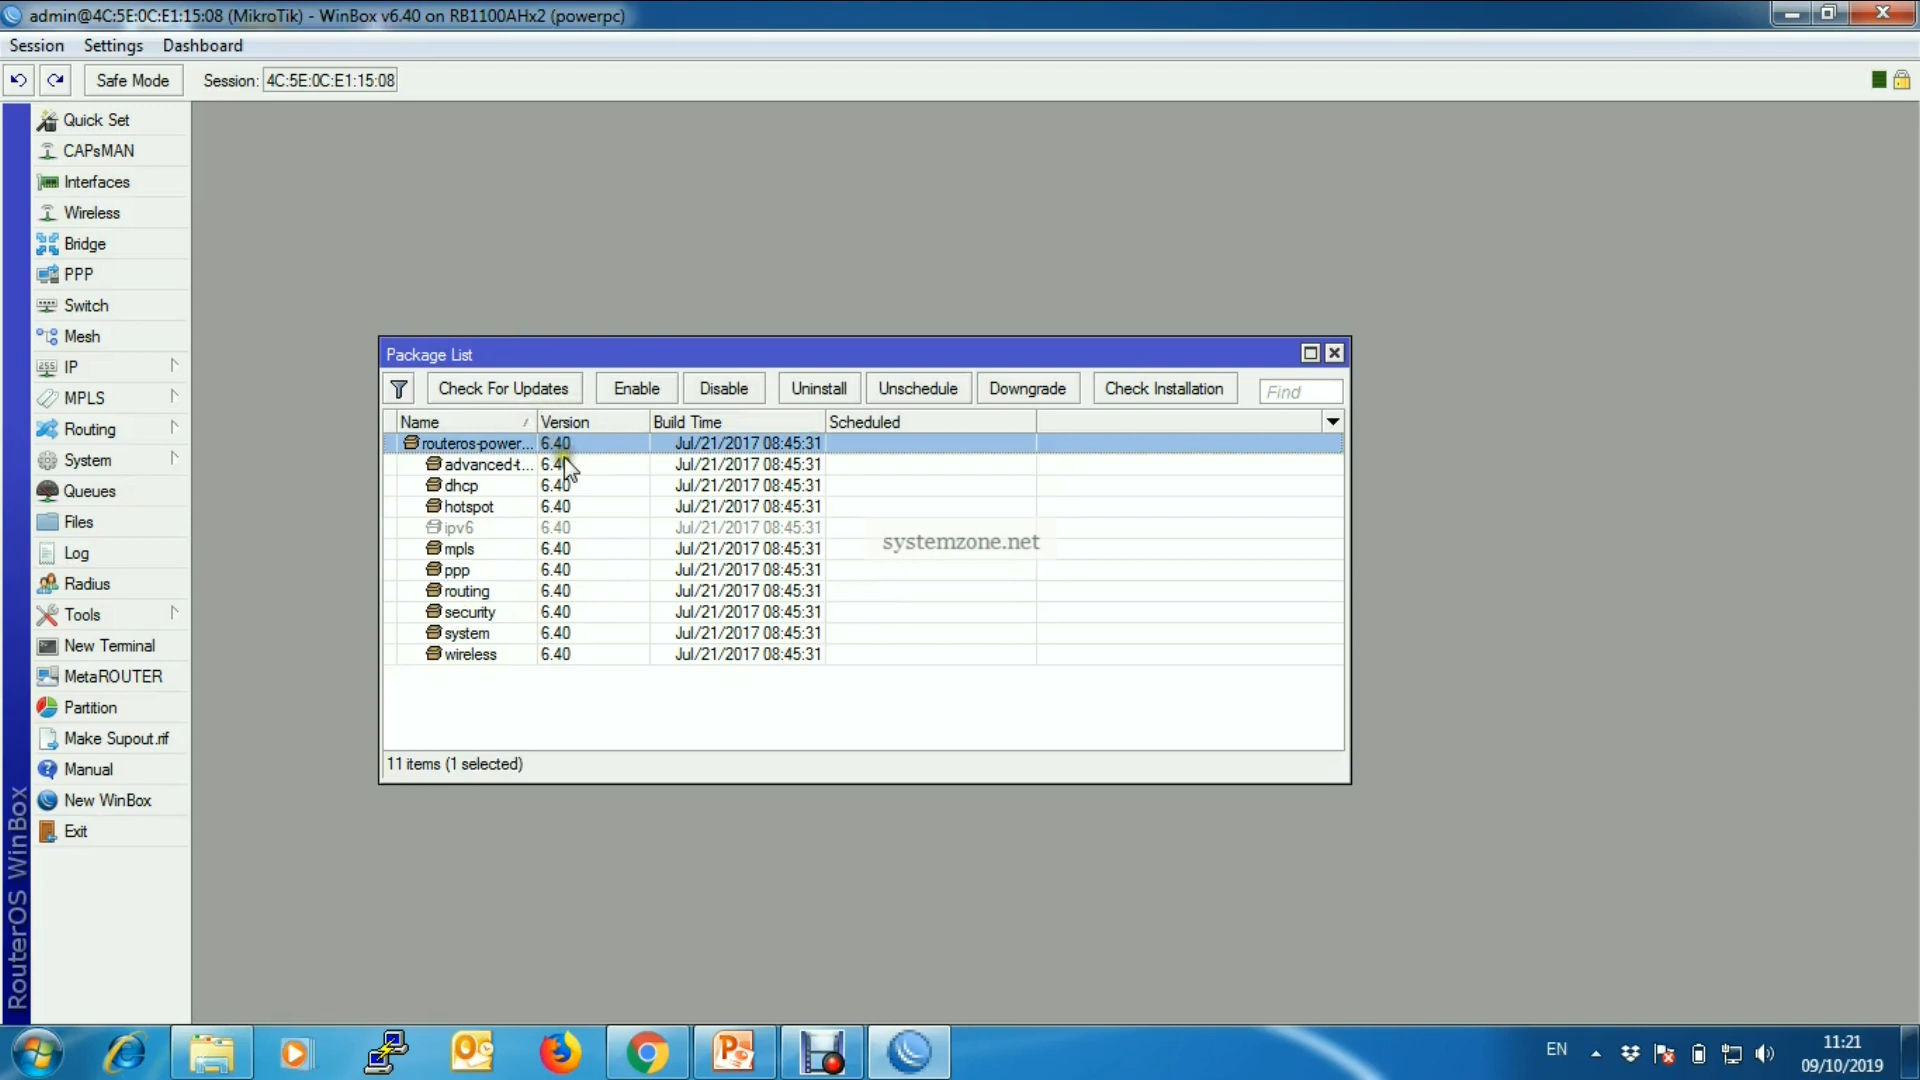 admin@4C:5E:0C:E1:15:08 (MikroTik) - WinBox v6.40 on RB1100AHx2 (powerpc)
Session Settings Dashboard
Safe Mode Session: 4C:5E:0C:E1:15:08
Quick Set
CAPsMAN
Interfaces
Wireless
Bridge
PPP
Switch
Mesh
IP
MPLS
Routing
System
Queues
Files
Log
Radius
Tools
New Terminal
MetaROUTER
Partition
Make Supout.rif
Manual
New WinBox
Exit
RouterOS WinBox
Package List
Check For Updates Enable Disable Uninstall Unschedule Downgrade Check Installation Find
Name Version Build Time Scheduled
routeros-power... 6.40 Jul/21/2017 08:45:31
advanced-t... 6.40 Jul/21/2017 08:45:31
dhcp 6.40 Jul/21/2017 08:45:31
hotspot 6.40 Jul/21/2017 08:45:31
ipv6 6.40 Jul/21/2017 08:45:31
mpls 6.40 Jul/21/2017 08:45:31
ppp 6.40 Jul/21/2017 08:45:31
routing 6.40 Jul/21/2017 08:45:31
security 6.40 Jul/21/2017 08:45:31
system 6.40 Jul/21/2017 08:45:31
wireless 6.40 Jul/21/2017 08:45:31
systemzone.net
11 items (1 selected)
EN
11:21
09/10/2019